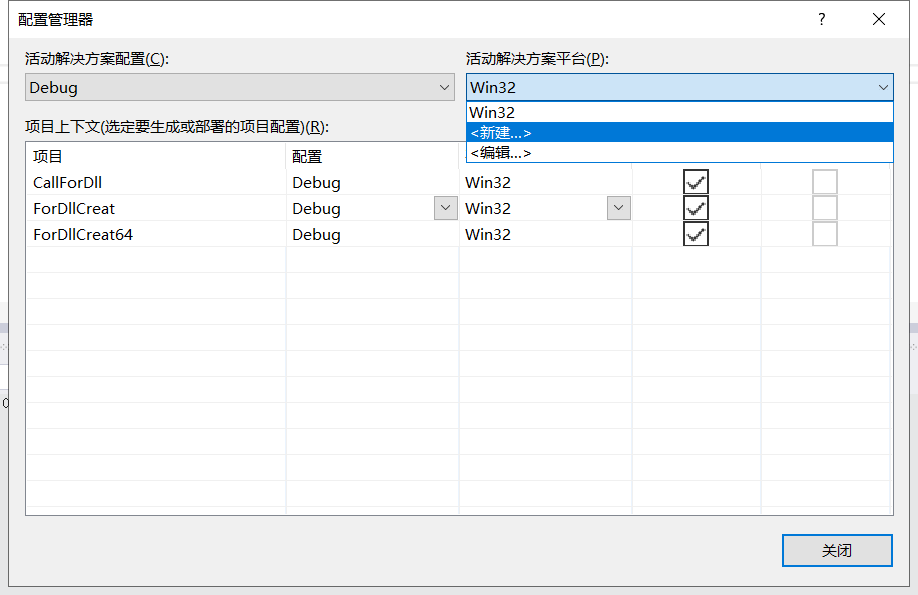 配置管理器
?
活动解决方案配置(C):
活动解决方案平台(P):
Debug
Win32
Win32
<新建...>
<编辑...>
项目上下文(选定要生成或部署的项目配置)(R):
项目
配置
CallForDll
Debug
Win32
ForDllCreat
Debug
Win32
ForDllCreat64
Debug
Win32
关闭